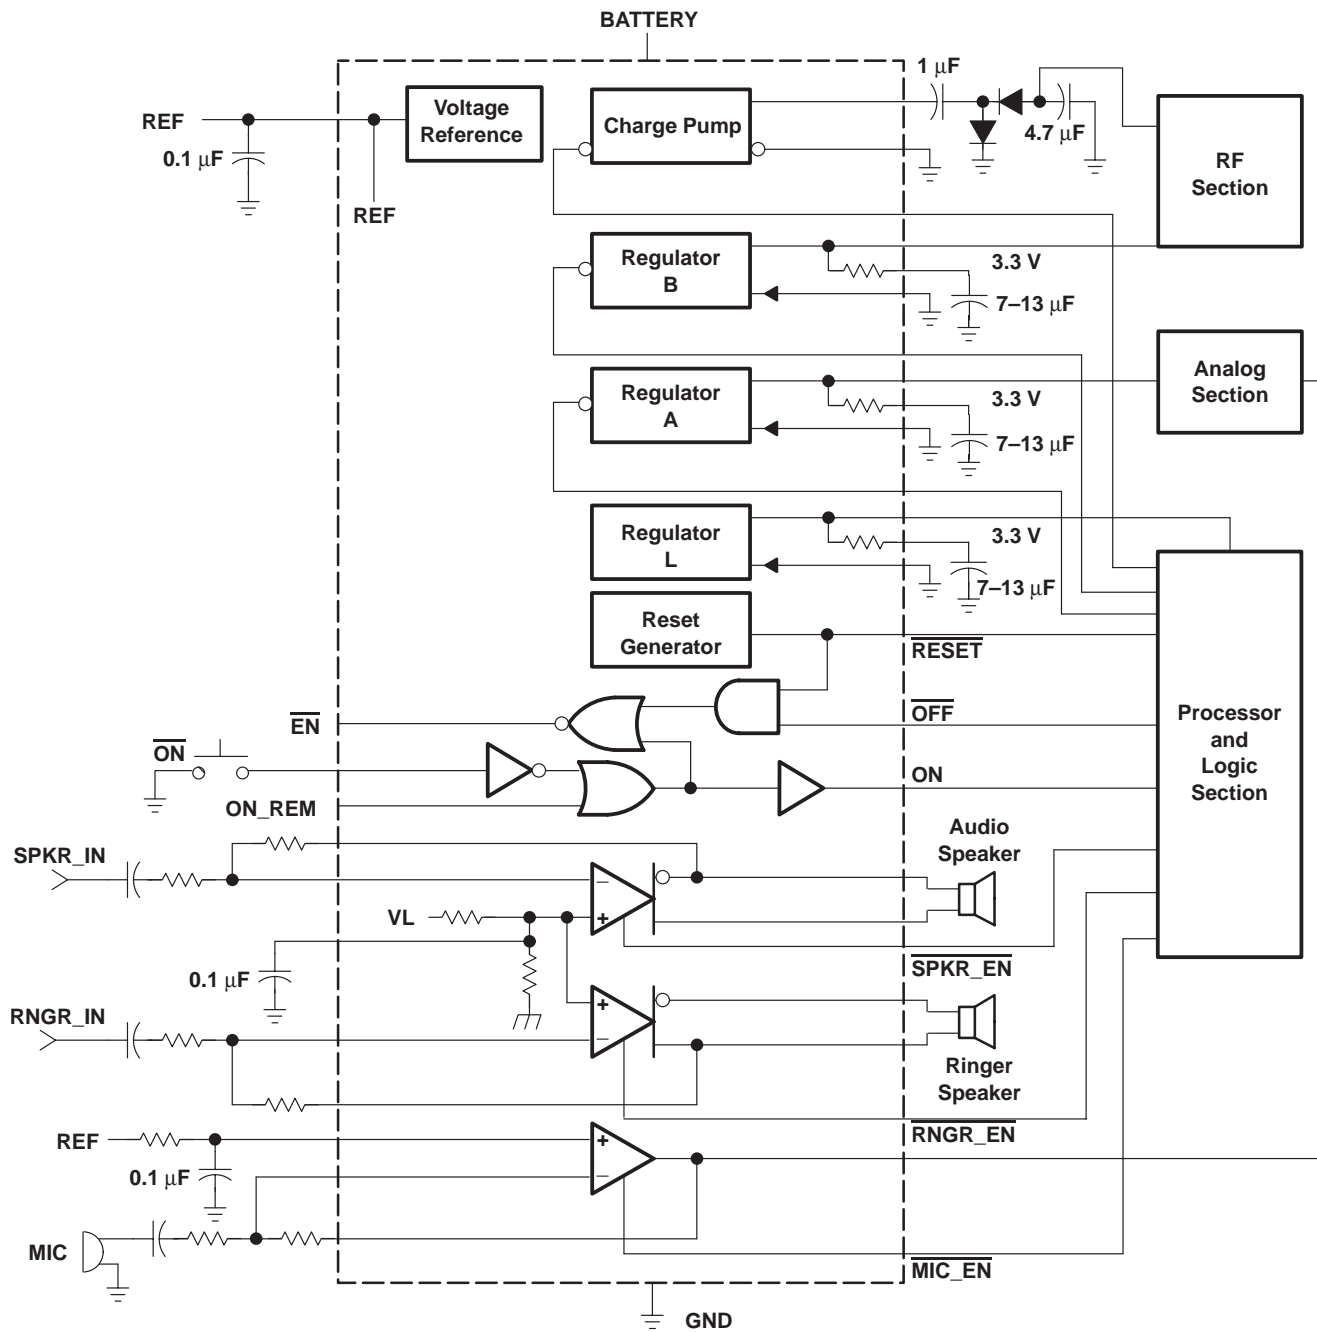 BATTERY
REF
0.1 μF
REF
Voltage
Reference
Charge Pump
1 μF
4.7 μF
RF
Section
Regulator
B
3.3 V
7–13 μF
Regulator
A
3.3 V
7–13 μF
Analog
Section
Regulator
L
3.3 V
7–13 μF
Reset
Generator
RESET
EN
OFF
ON
ON_REM
ON
Processor
and
Logic
Section
SPKR_IN
VL
−
+
Audio
Speaker
SPKR_EN
0.1 μF
RNGR_IN
+
−
Ringer
Speaker
RNGR_EN
REF
0.1 μF
+
−
MIC
MIC_EN
GND